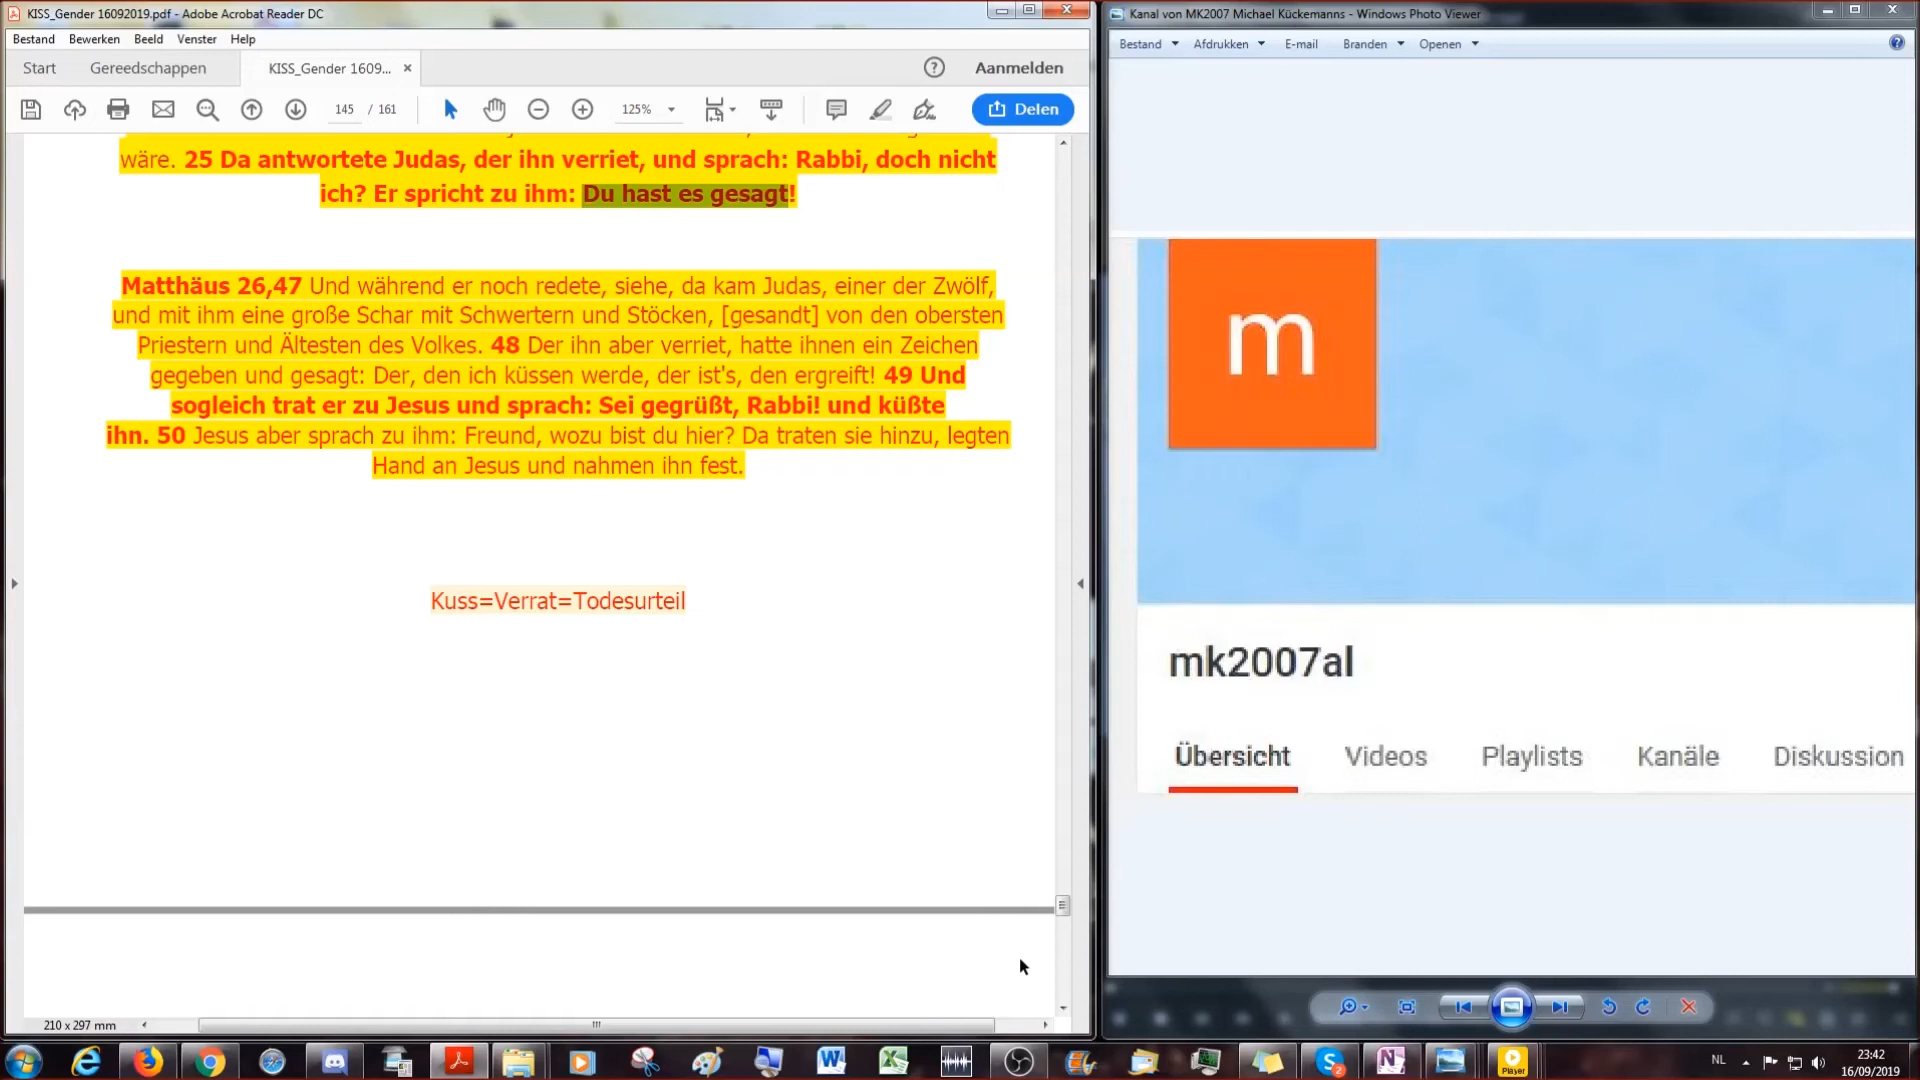 KISS_Gender 16092019.pdf - Adobe Acrobat Reader DC
Bestand Bewerken Beeld Venster Help
Start Gereedschappen KISS_Gender 1609... × Aanmelden
145 / 161 125% Delen
wäre. 25 Da antwortete Judas, der ihn verriet, und sprach: Rabbi, doch nicht
ich? Er spricht zu ihm: Du hast es gesagt!
Matthäus 26,47 Und während er noch redete, siehe, da kam Judas, einer der Zwölf,
und mit ihm eine große Schar mit Schwertern und Stöcken, [gesandt] von den obersten
Priestern und Ältesten des Volkes. 48 Der ihn aber verriet, hatte ihnen ein Zeichen
gegeben und gesagt: Der, den ich küssen werde, der ist's, den ergreift! 49 Und
sogleich trat er zu Jesus und sprach: Sei gegrüßt, Rabbi! und küßte
ihn. 50 Jesus aber sprach zu ihm: Freund, wozu bist du hier? Da traten sie hinzu, legten
Hand an Jesus und nahmen ihn fest.
Kuss=Verrat=Todesurteil
210 x 297 mm
Kanal von MK2007 Michael Kückemanns - Windows Photo Viewer
Bestand Afdrukken E-mail Branden Openen
m
mk2007al
Übersicht Videos Playlists Kanäle Diskussion
Player
NL
23:42
16/09/2019